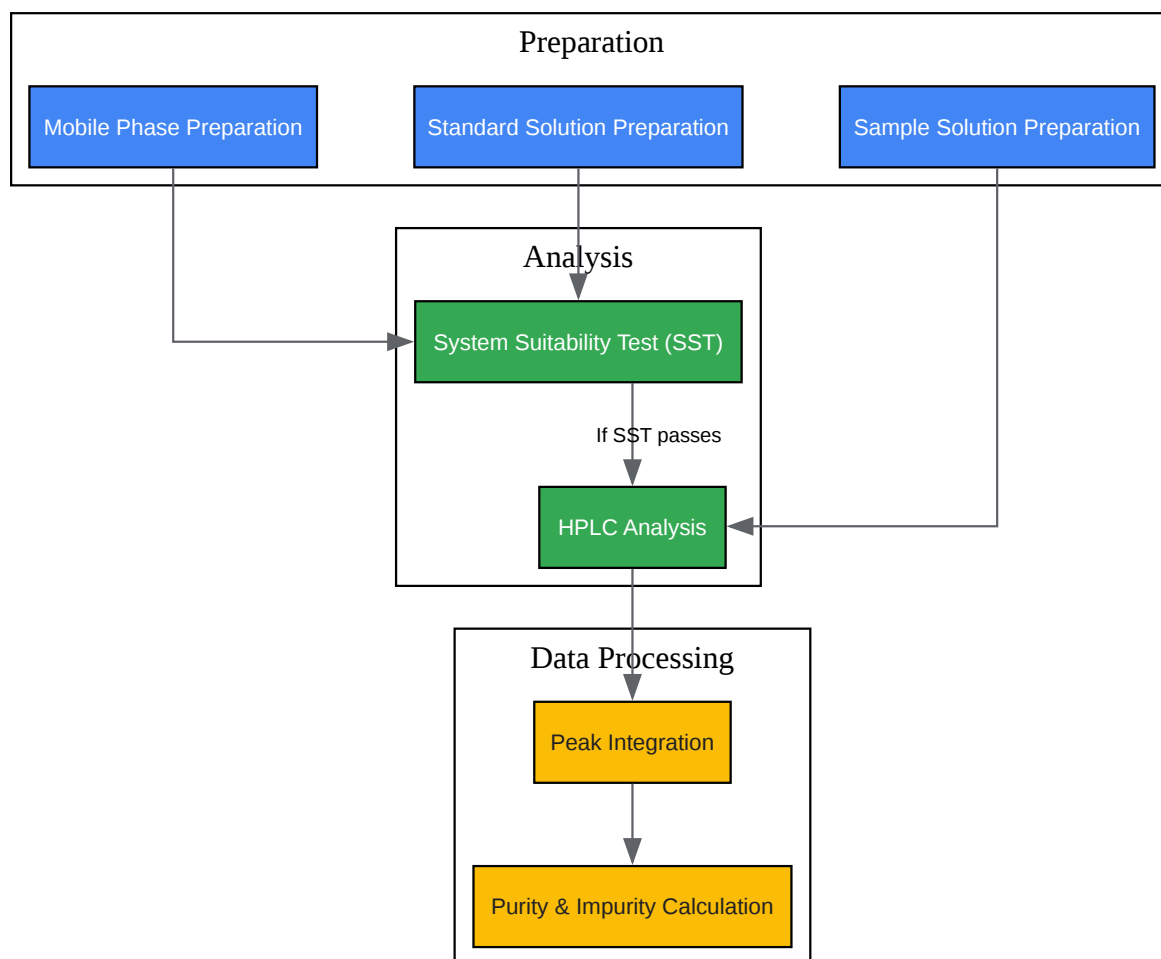 Preparation
Mobile Phase Preparation
Standard Solution Preparation
Sample Solution Preparation
Analysis
System Suitability Test (SST)
If SST passes
HPLC Analysis
Data Processing
Peak Integration
Purity & Impurity Calculation